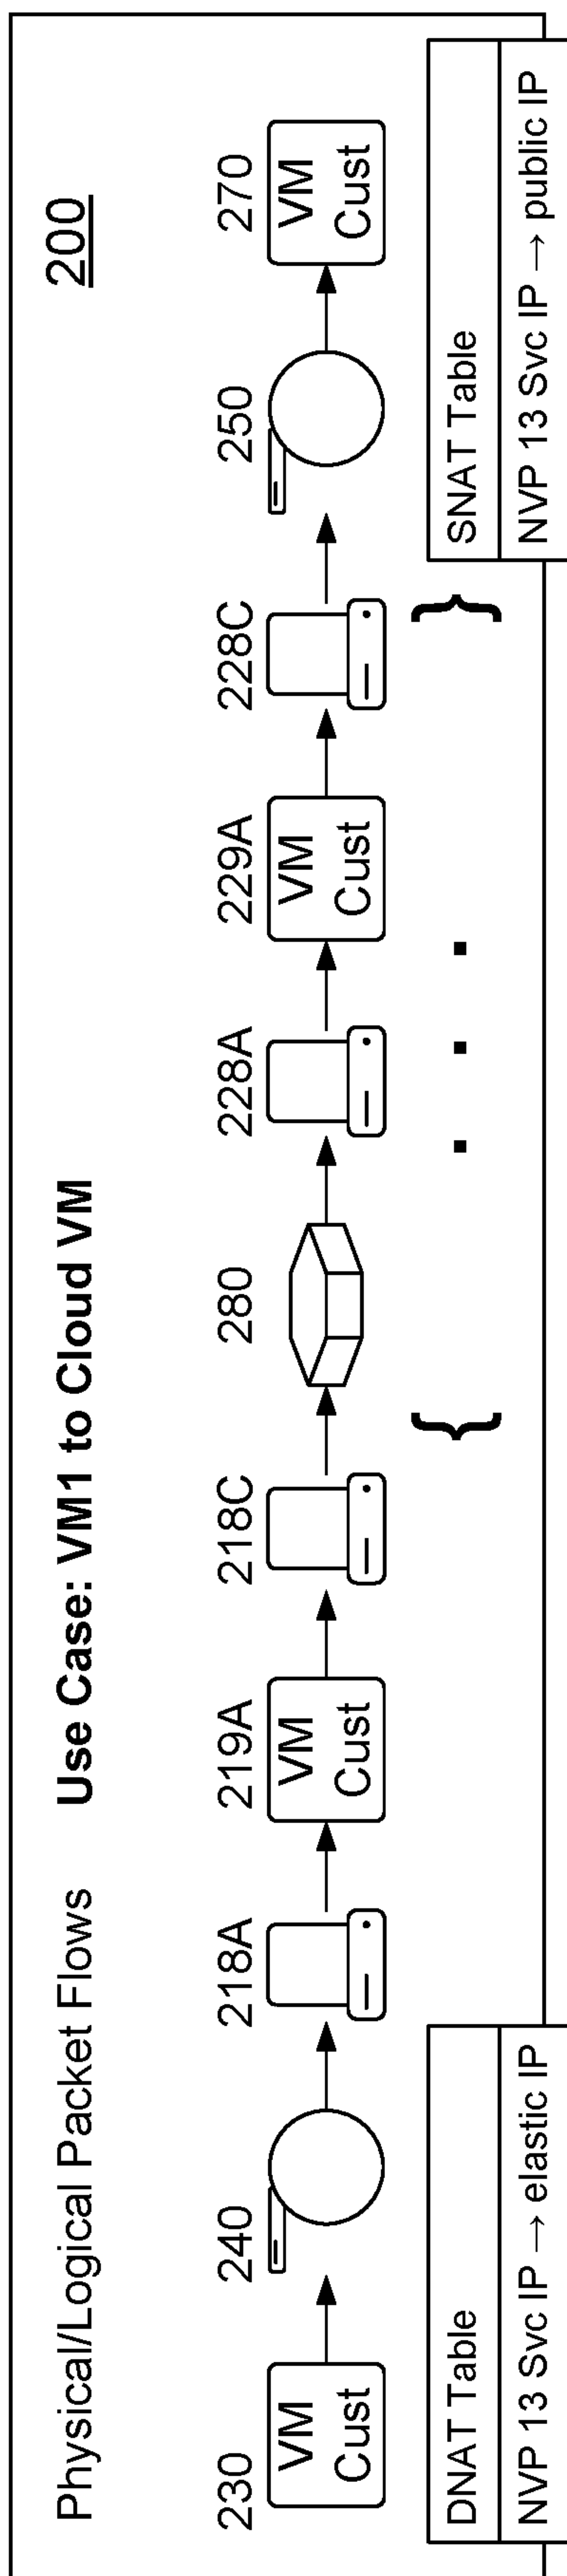 Physical/Logical Packet Flows Use Case: VM1 to Cloud VM 200
230 240 218A 219A 218C 280 228A 229A 228C 250 270
VM Cust
VM Cust
VM Cust
VM Cust
{ . . . }
DNAT Table
NVP 13 Svc IP → elastic IP
SNAT Table
NVP 13 Svc IP → public IP